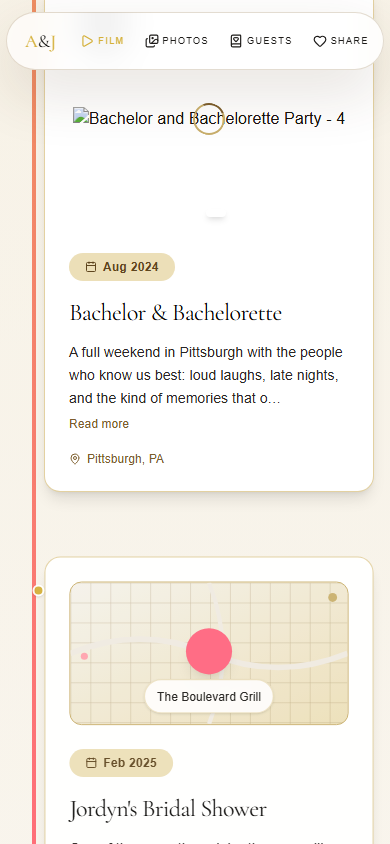 A&J FILM PHOTOS GUESTS SHARE
Bachelor and Bachelorette Party - 4
Aug 2024
Bachelor & Bachelorette
A full weekend in Pittsburgh with the people
who know us best: loud laughs, late nights,
and the kind of memories that o…
Read more
Pittsburgh, PA
The Boulevard Grill
Feb 2025
Jordyn's Bridal Shower